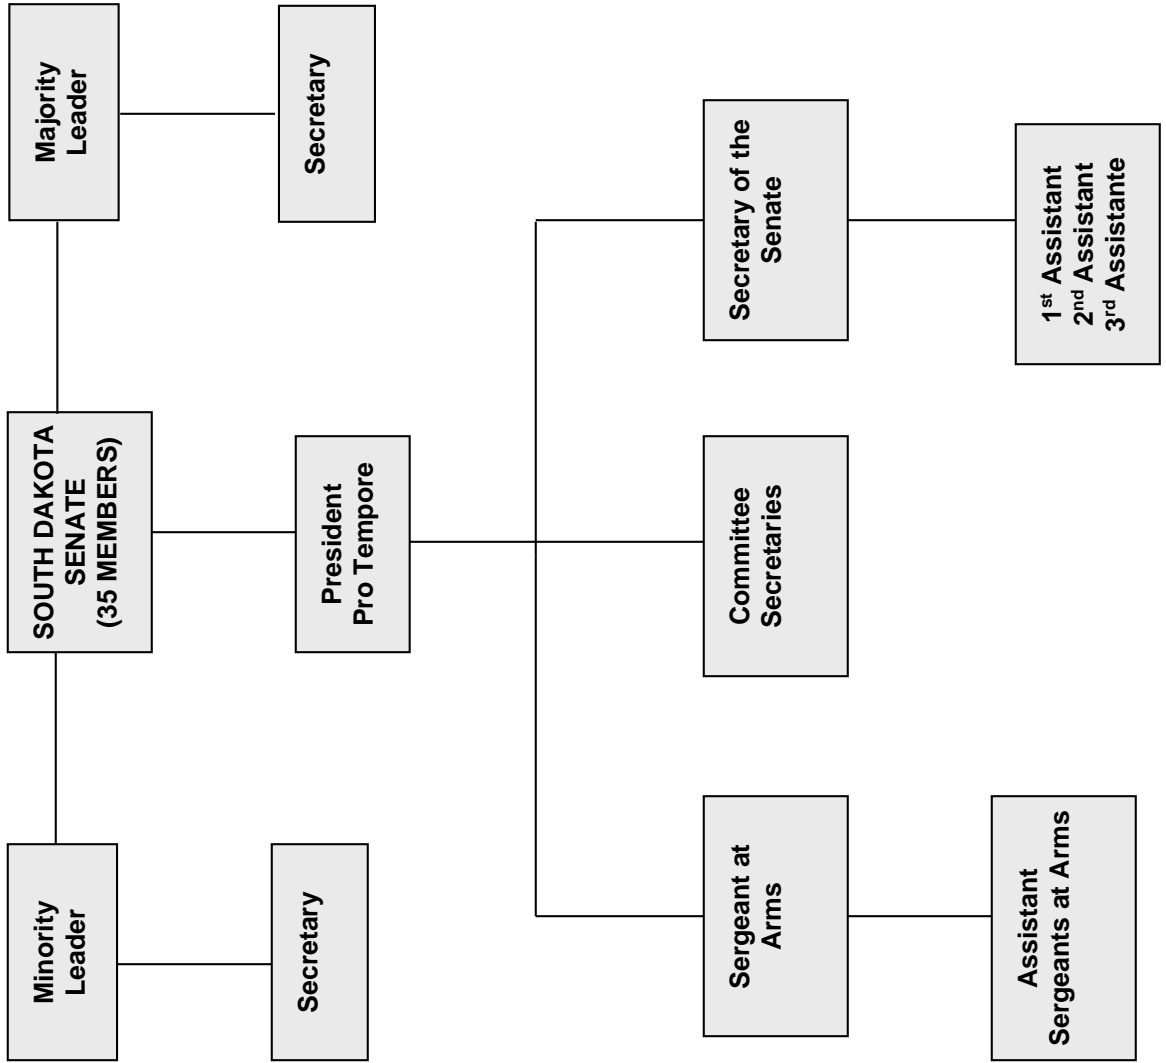 Minority
Leader
SOUTH DAKOTA
SENATE
(35 MEMBERS)
Majority
Leader
Secretary
President
Pro Tempore
Secretary
Sergeant at
Arms
Committee
Secretaries
Secretary of the
Senate
Assistant
Sergeants at Arms
1st Assistant
2nd Assistant
3rd Assistante